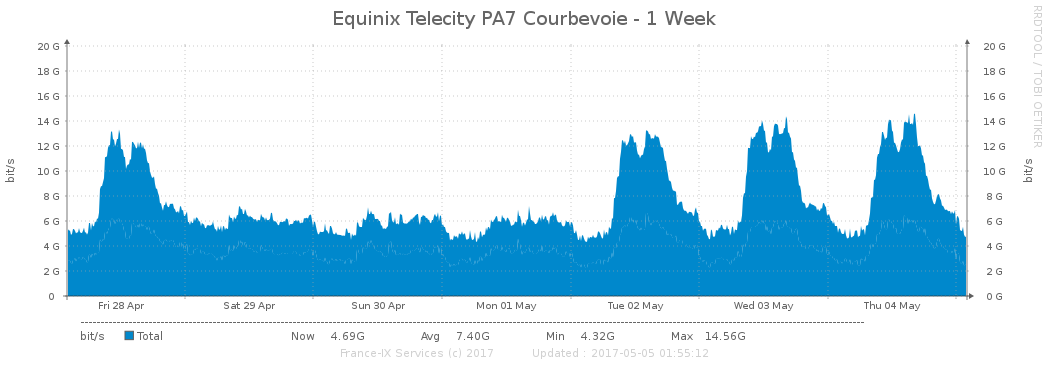 Equinix Telecity PA7 Courbevoie - 1 Week
RRDTOOL / TOBI OETIKER
bit/s
20 G 20 G
18 G 18 G
16 G 16 G
14 G 14 G
12 G 12 G
10 G 10 G
8 G 8 G
6 G 6 G
4 G 4 G
2 G 2 G
0 0 G
bit/s
Fri 28 Apr Sat 29 Apr Sun 30 Apr Mon 01 May Tue 02 May Wed 03 May Thu 04 May
bit/s Total Now 4.69G Avg 7.40G Min 4.32G Max 14.56G
France-IX Services (c) 2017 Updated : 2017-05-05 01:55:12